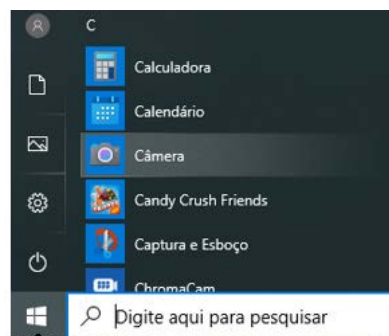 C
Calculadora
Calendário
Câmera
Candy Crush Friends
Captura e Esboço
ChromaCam
Digite aqui para pesquisar